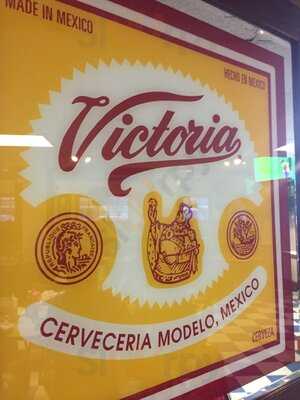 MADE IN MEXICO
HECHO EN MEXICO
Victoria
CERVECERIA MODELO, MEXICO
CERVEZA